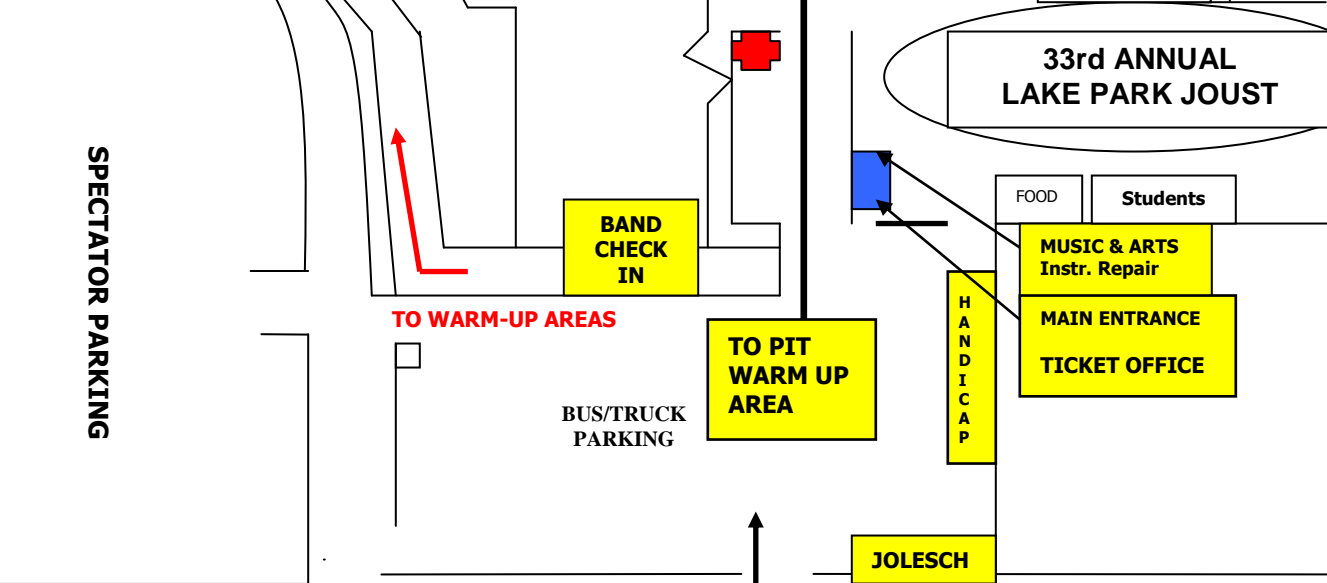 33rd ANNUAL
LAKE PARK JOUST
SPECTATOR PARKING
FOOD
Students
BAND
CHECK
IN
MUSIC & ARTS
Instr. Repair
TO WARM-UP AREAS
HANDICAP
MAIN ENTRANCE
TICKET OFFICE
TO PIT
WARM UP
AREA
BUS/TRUCK
PARKING
JOLESCH